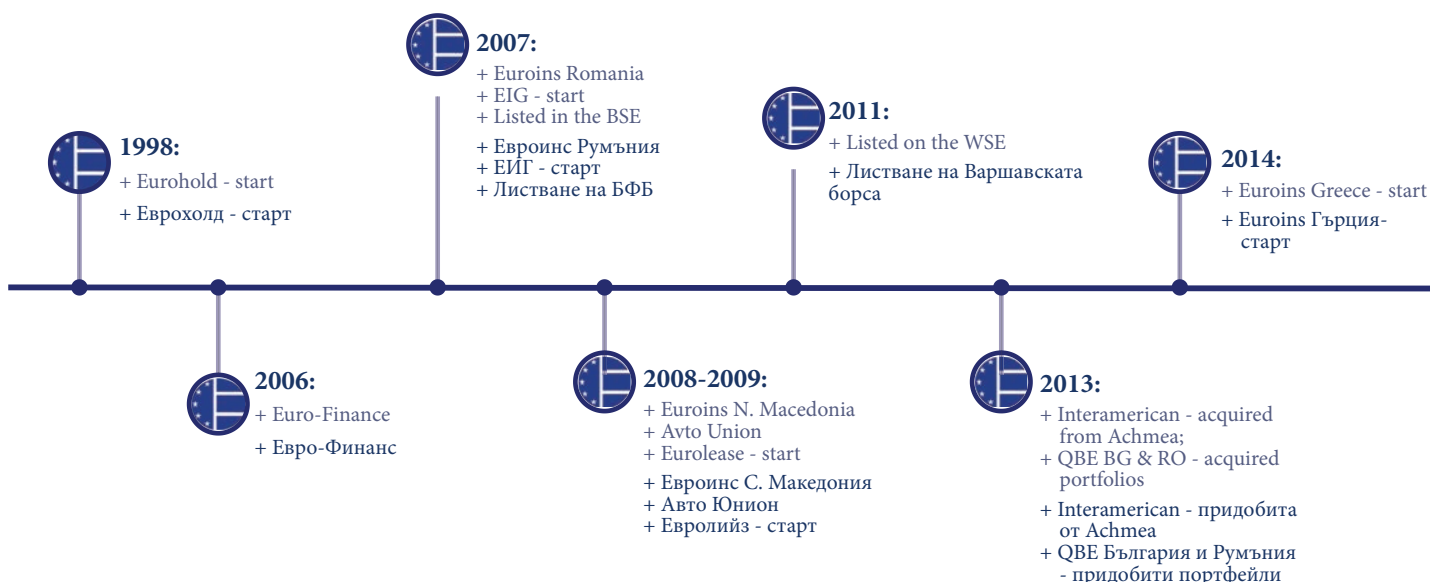 1998:
+ Eurohold - start
+ Еврохолд - старт
2006:
+ Euro-Finance
+ Евро-Финанс
2007:
+ Euroins Romania
+ EIG - start
+ Listed in the BSE
+ Евроинс Румъния
+ ЕИГ - старт
+ Листване на БФБ
2008-2009:
+ Euroins N. Macedonia
+ Avto Union
+ Eurolease - start
+ Евроинс С. Македония
+ Авто Юнион
+ Евролийз - старт
2011:
+ Listed on the WSE
+ Листване на Варшавската
борса
2013:
+ Interamerican - acquired
from Achmea;
+ QBE BG & RO - acquired
portfolios
+ Interamerican - придобита
от Achmea
+ QBE България и Румъния
- придобити портфейли
2014:
+ Euroins Greece - start
+ Euroins Гърция-
старт